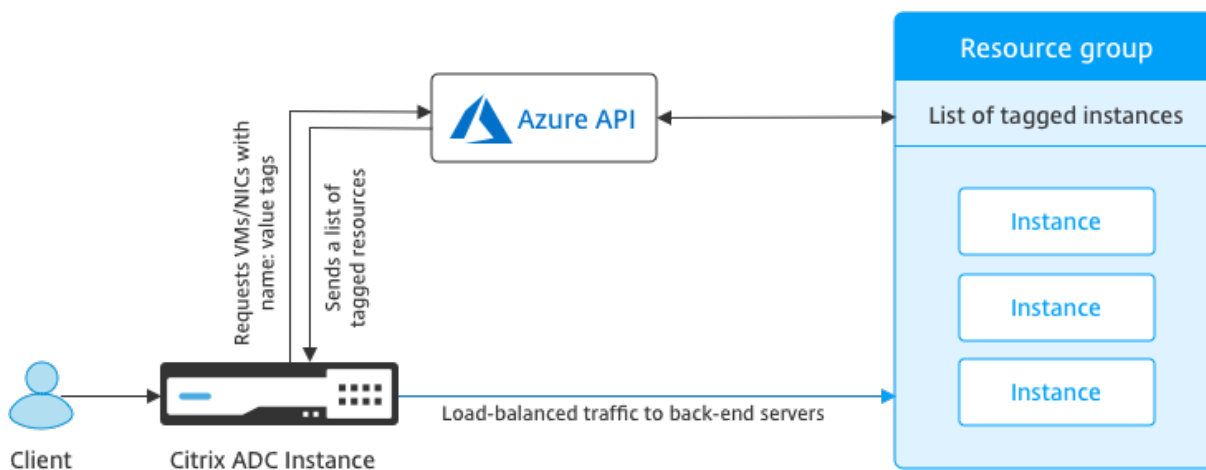 Resource group
List of tagged instances
Azure API
Requests VMs/NICs with
name: value tags
Sends a list of
tagged resources
Instance
Instance
Instance
Load-balanced traffic to back-end servers
Client
Citrix ADC Instance